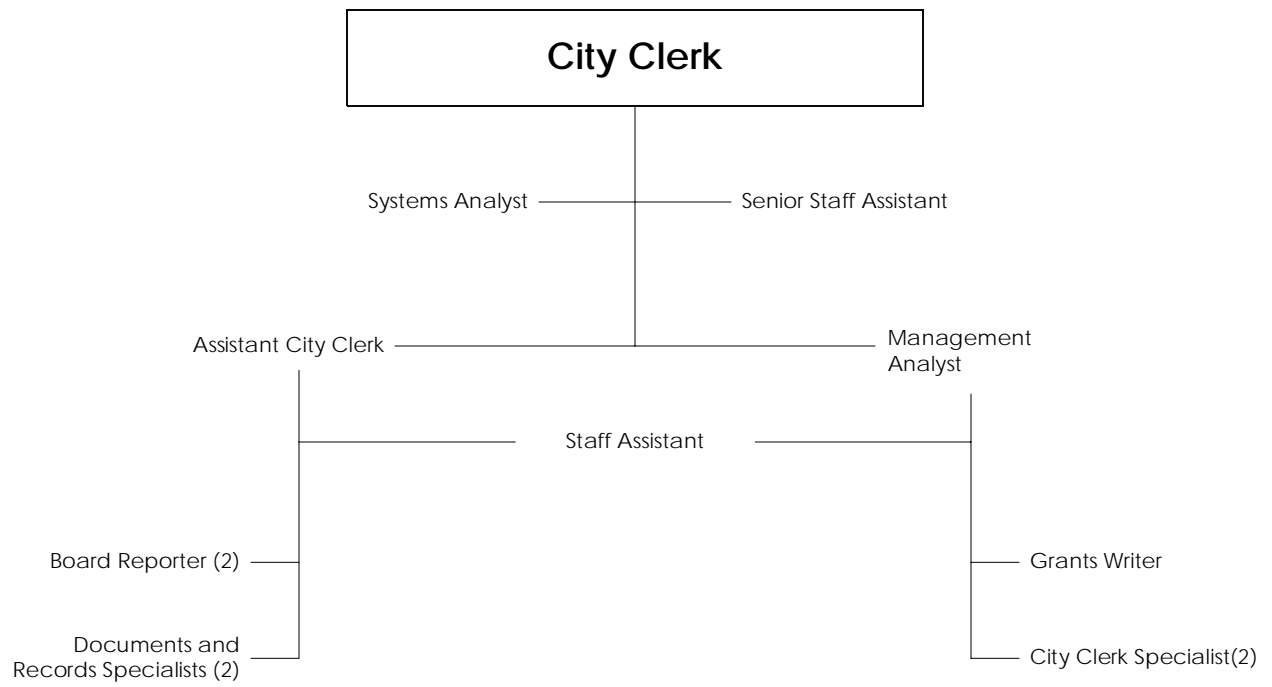 City Clerk
Systems Analyst
Senior Staff Assistant
Assistant City Clerk
Management
Analyst
Staff Assistant
Board Reporter (2)
Grants Writer
Documents and
Records Specialists (2)
City Clerk Specialist(2)